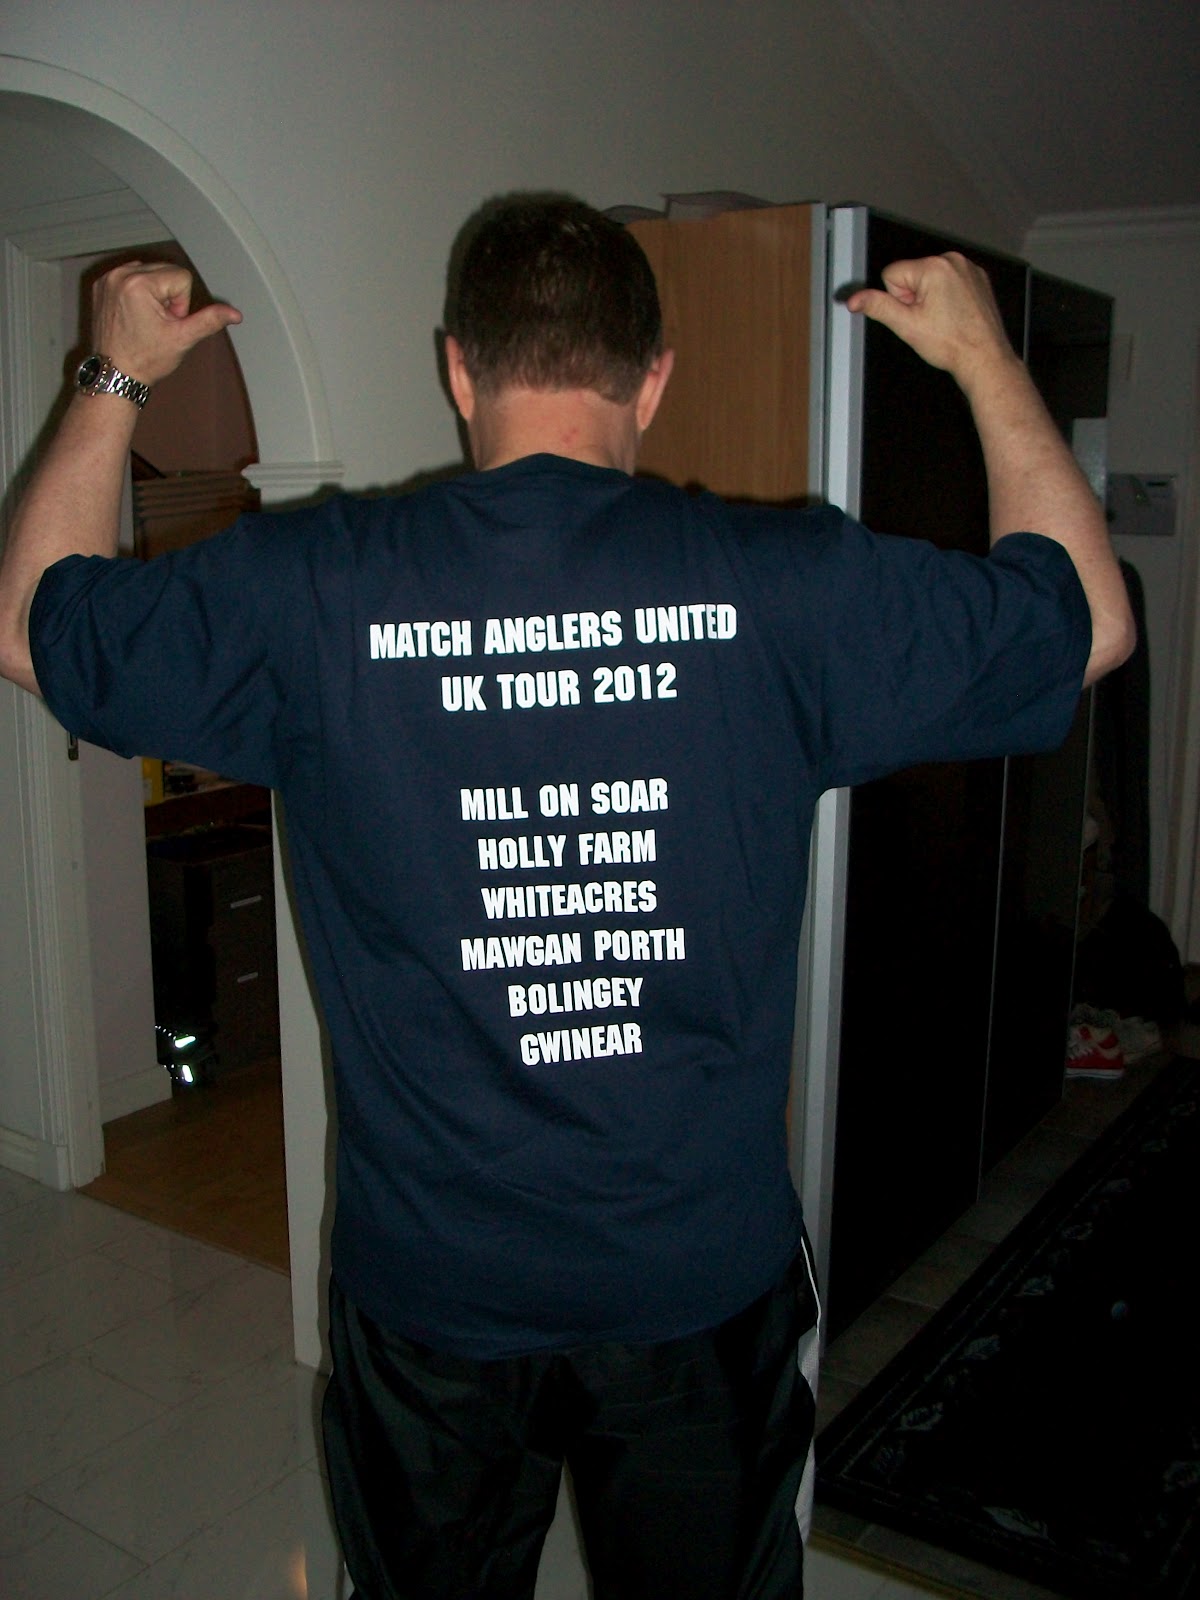 MATCH ANGLERS UNITED
UK TOUR 2012
MILL ON SOAR
HOLLY FARM
WHITEACRES
MAWGAN PORTH
BOLINGEY
GWINEAR